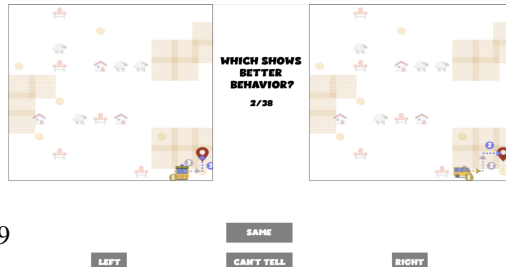 WHICH SHOWS
BETTER
BEHAVIOR?
2/38
9
SAME
LEFT
CAN'T TELL
RIGHT